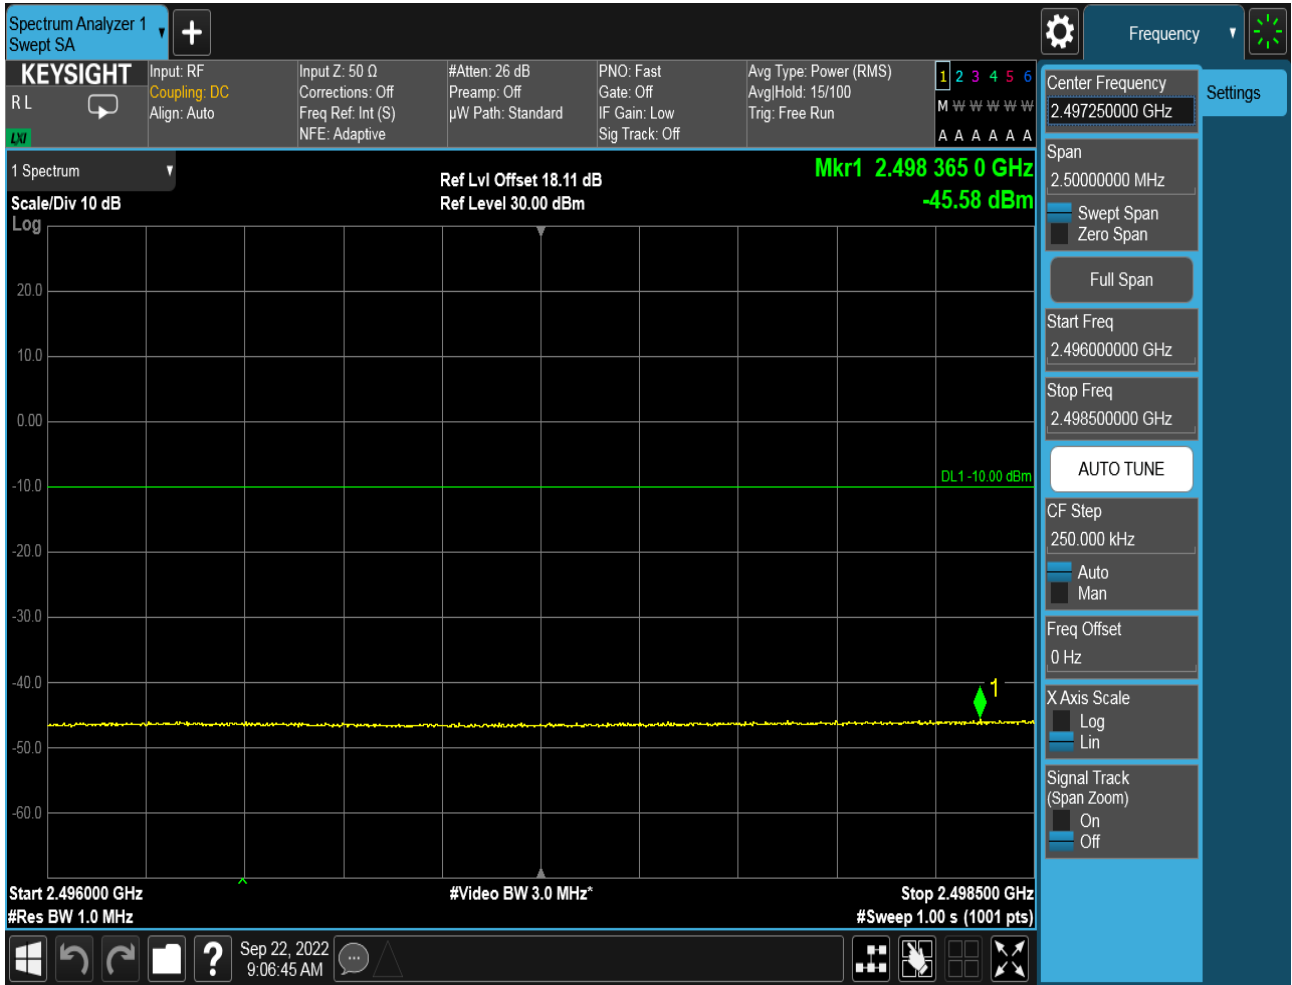 Spectrum Analyzer 1
Swept SA
Frequency
KEYSIGHT
R L
LXI
Input: RF
Coupling: DC
Align: Auto
Input Z: 50 Ω
Corrections: Off
Freq Ref: Int (S)
NFE: Adaptive
#Atten: 26 dB
Preamp: Off
µW Path: Standard
PNO: Fast
Gate: Off
IF Gain: Low
Sig Track: Off
Avg Type: Power (RMS)
Avg|Hold: 15/100
Trig: Free Run
1 2 3 4 5 6
M W W W W W
A A A A A A
1 Spectrum
Scale/Div 10 dB
Log
Ref Lvl Offset 18.11 dB
Ref Level 30.00 dBm
Mkr1 2.498 365 0 GHz
-45.58 dBm
20.0
10.0
0.00
-10.0
-20.0
-30.0
-40.0
-50.0
-60.0
DL1 -10.00 dBm
1
Start 2.496000 GHz
#Res BW 1.0 MHz
#Video BW 3.0 MHz*
Stop 2.498500 GHz
#Sweep 1.00 s (1001 pts)
Center Frequency
2.497250000 GHz
Settings
Span
2.50000000 MHz
Swept Span
Zero Span
Full Span
Start Freq
2.496000000 GHz
Stop Freq
2.498500000 GHz
AUTO TUNE
CF Step
250.000 kHz
Auto
Man
Freq Offset
0 Hz
X Axis Scale
Log
Lin
Signal Track
(Span Zoom)
On
Off
?
Sep 22, 2022
9:06:45 AM